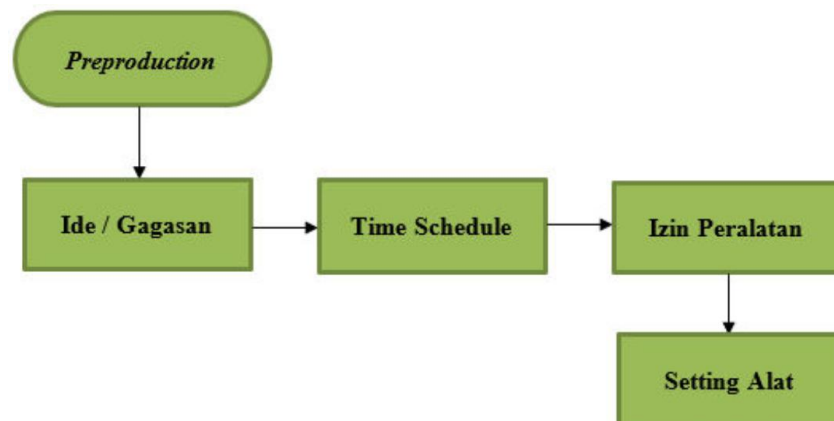 Preproduction
Ide / Gagasan
Time Schedule
Izin Peralatan
Setting Alat